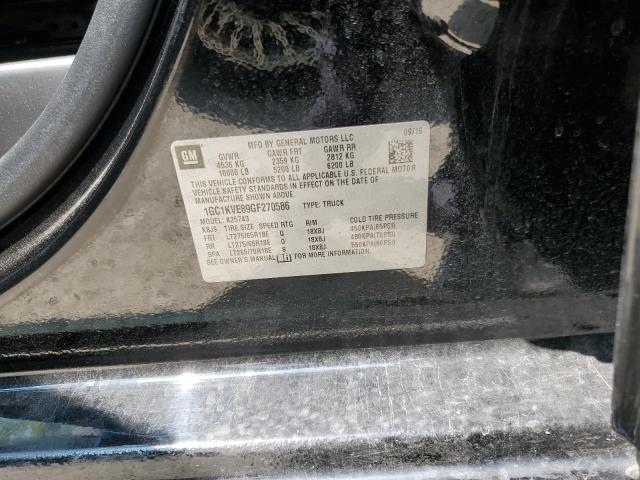 GM
MFD BY GENERAL MOTORS LLC 09/16
GVWR GAWR FRT GAWR RR
4536 KG 2359 KG 2812 KG
10000 LB 5200 LB 6200 LB
THIS VEHICLE CONFORMS TO ALL APPLICABLE U.S. FEDERAL MOTOR
VEHICLE SAFETY STANDARDS IN EFFECT ON THE DATE OF
MANUFACTURE SHOWN ABOVE.
1GC1KVE89GF270586 TYPE: TRUCK
MODEL: K25743
KBJ9 TIRE SIZE SPEED RTG RIM COLD TIRE PRESSURE
FRT LT275/65R18E Q 18X8J 450KPA(65PSI)
RR LT275/65R18E Q 18X8J 480KPA(70PSI)
SPA LT265/70R18E S 18X8J 550KPA(80PSI)
SEE OWNER'S MANUAL FOR MORE INFORMATION.